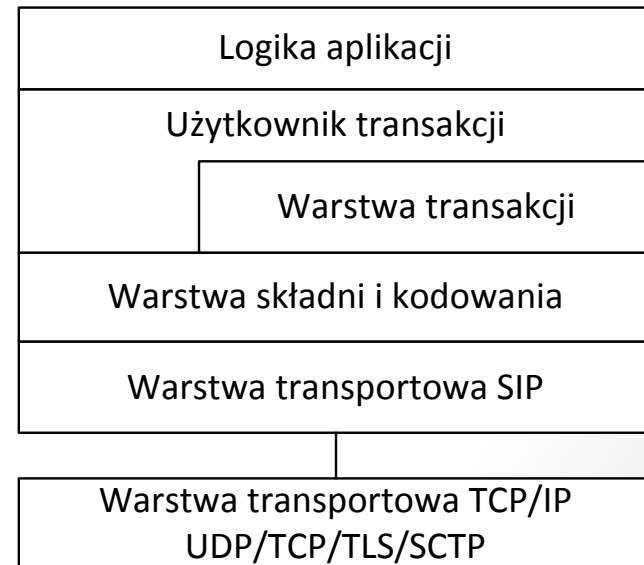 Logika aplikacji
Użytkownik transakcji
Warstwa transakcji
Warstwa składni i kodowania
Warstwa transportowa SIP
Warstwa transportowa TCP/IP
UDP/TCP/TLS/SCTP